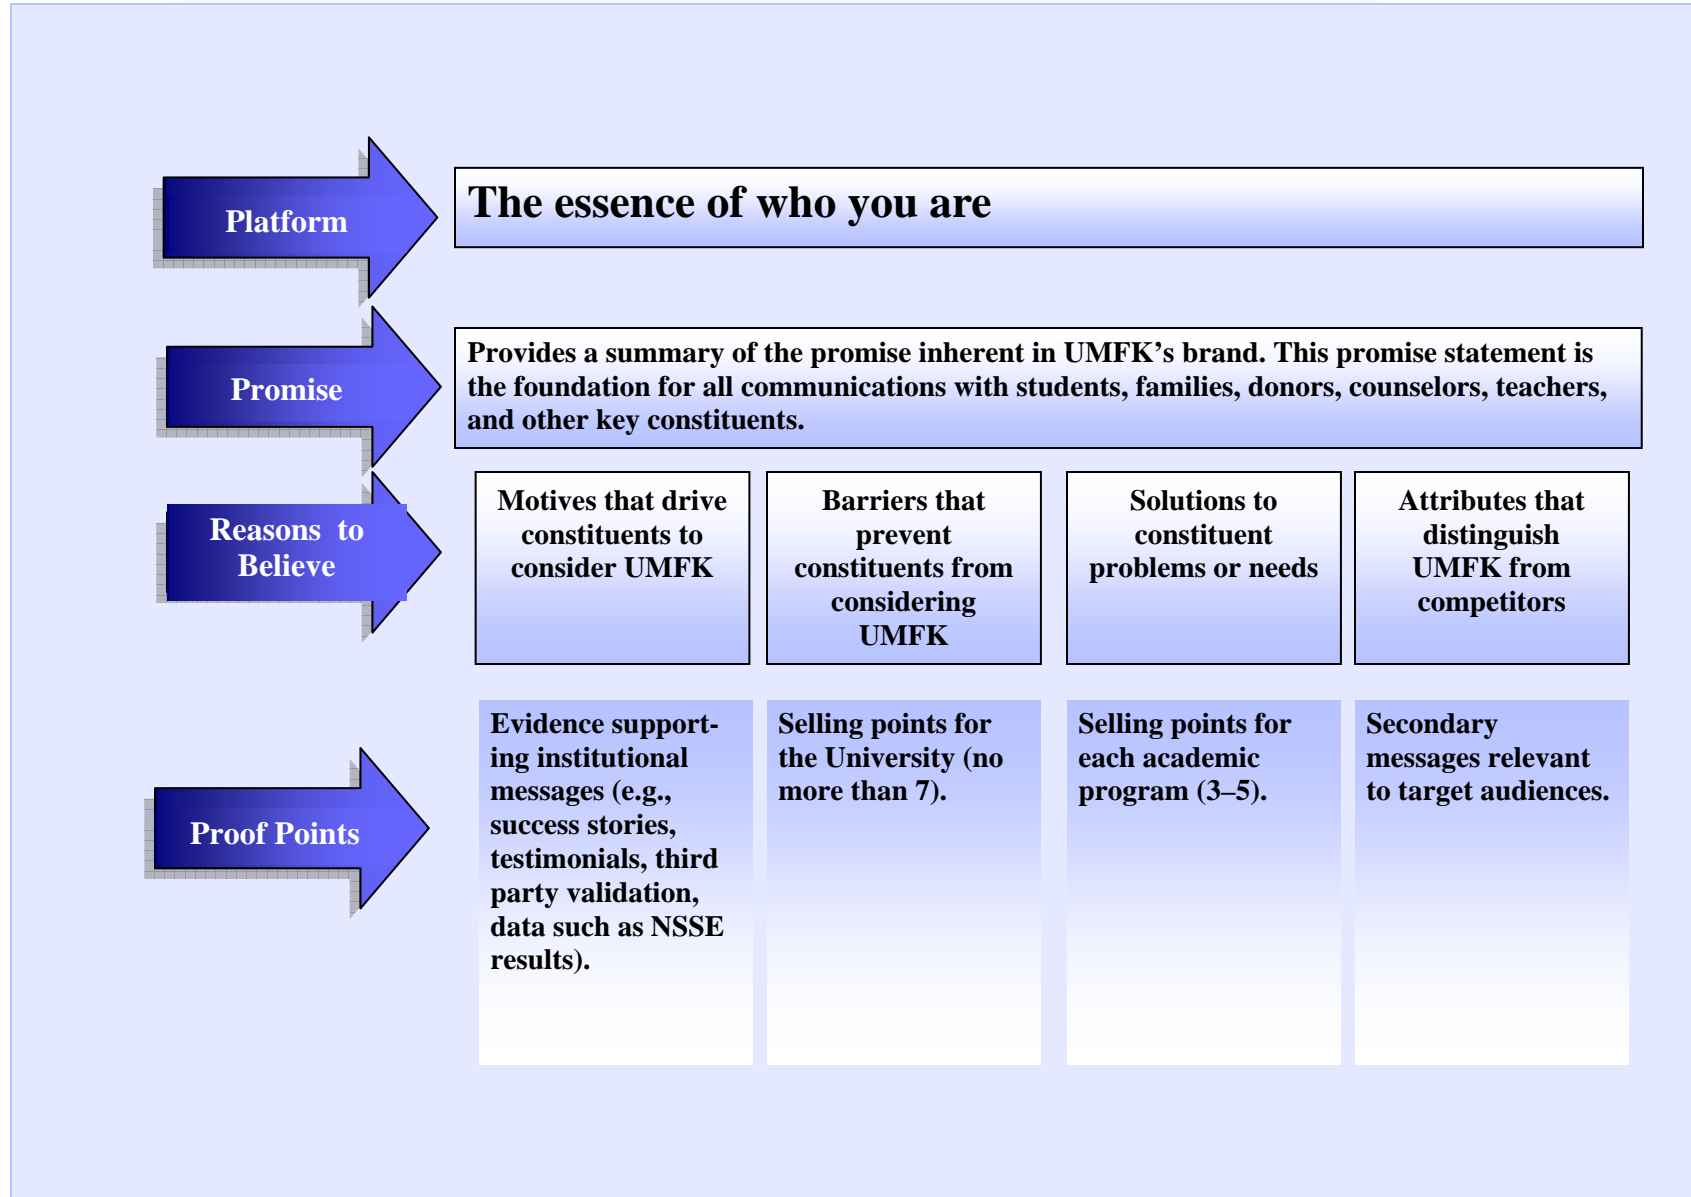 Platform
The essence of who you are
Promise
Provides a summary of the promise inherent in UMFK’s brand. This promise statement is
the foundation for all communications with students, families, donors, counselors, teachers,
and other key constituents.
Reasons to
Believe
Motives that drive
constituents to
consider UMFK
Barriers that
prevent
constituents from
considering
UMFK
Solutions to
constituent
problems or needs
Attributes that
distinguish
UMFK from
competitors
Proof Points
Evidence support-
ing institutional
messages (e.g.,
success stories,
testimonials, third
party validation,
data such as NSSE
results).
Selling points for
the University (no
more than 7).
Selling points for
each academic
program (3–5).
Secondary
messages relevant
to target audiences.